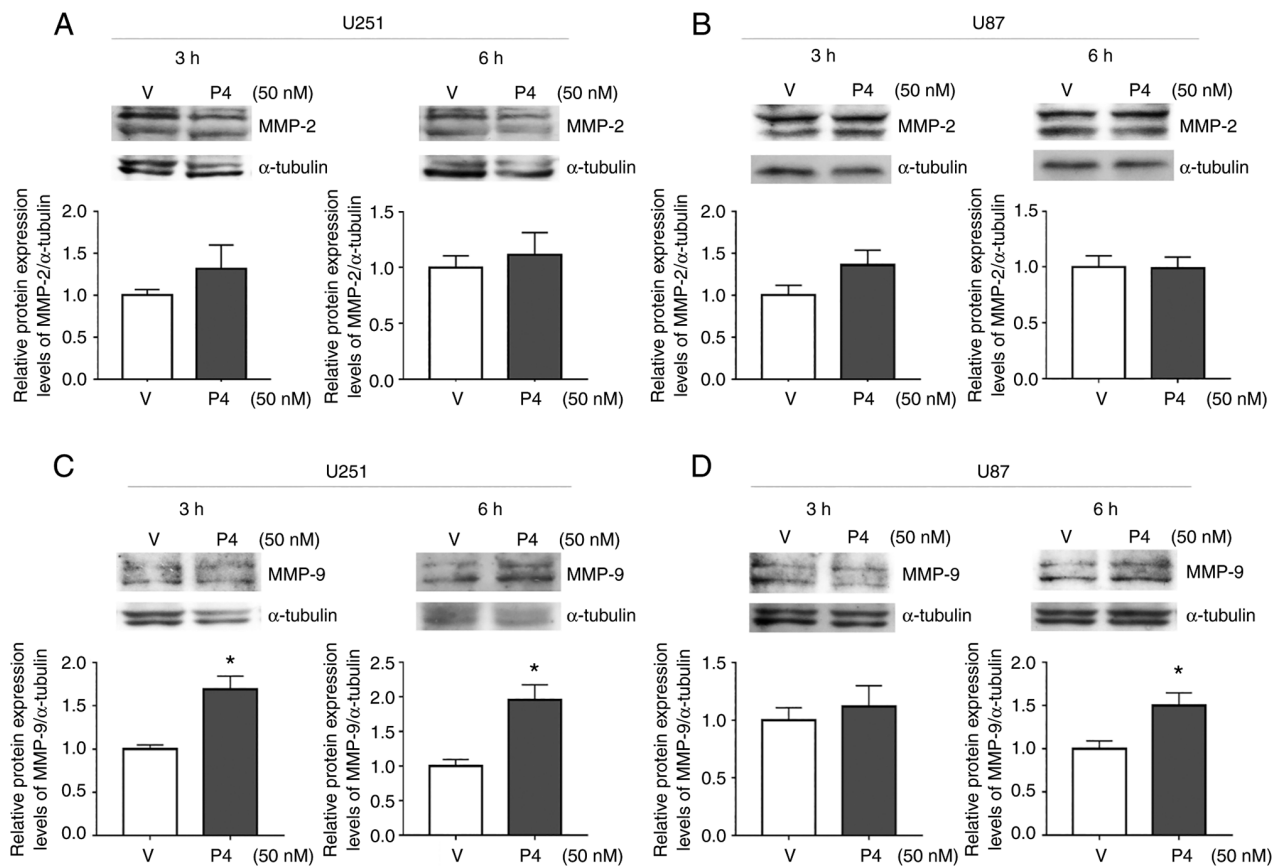 A
U251
3 h
6 h
V P4 (50 nM)
MMP-2
α-tubulin
V P4 (50 nM)
MMP-2
α-tubulin
Relative protein expression
levels of MMP-2/α-tubulin
2.0
1.5
1.0
0.5
0.0
V P4 (50 nM)
Relative protein expression
levels of MMP-2/α-tubulin
1.5
1.0
0.5
0.0
V P4 (50 nM)
B
U87
3 h
6 h
V P4 (50 nM)
MMP-2
α-tubulin
V P4 (50 nM)
MMP-2
α-tubulin
Relative protein expression
levels of MMP-2/α-tubulin
2.0
1.5
1.0
0.5
0.0
V P4 (50 nM)
Relative protein expression
levels of MMP-2/α-tubulin
1.5
1.0
0.5
0.0
V P4 (50 nM)
C
U251
3 h
6 h
V P4 (50 nM)
MMP-9
α-tubulin
V P4 (50 nM)
MMP-9
α-tubulin
Relative protein expression
levels of MMP-9/α-tubulin
2.0
1.5
1.0
0.5
0.0
*
V P4 (50 nM)
Relative protein expression
levels of MMP-9/α-tubulin
2.5
2.0
1.5
1.0
0.5
0.0
*
V P4 (50 nM)
D
U87
3 h
6 h
V P4 (50 nM)
MMP-9
α-tubulin
V P4 (50 nM)
MMP-9
α-tubulin
Relative protein expression
levels of MMP-9/α-tubulin
1.5
1.0
0.5
0.0
V P4 (50 nM)
Relative protein expression
levels of MMP-9/α-tubulin
2.0
1.5
1.0
0.5
0.0
*
V P4 (50 nM)